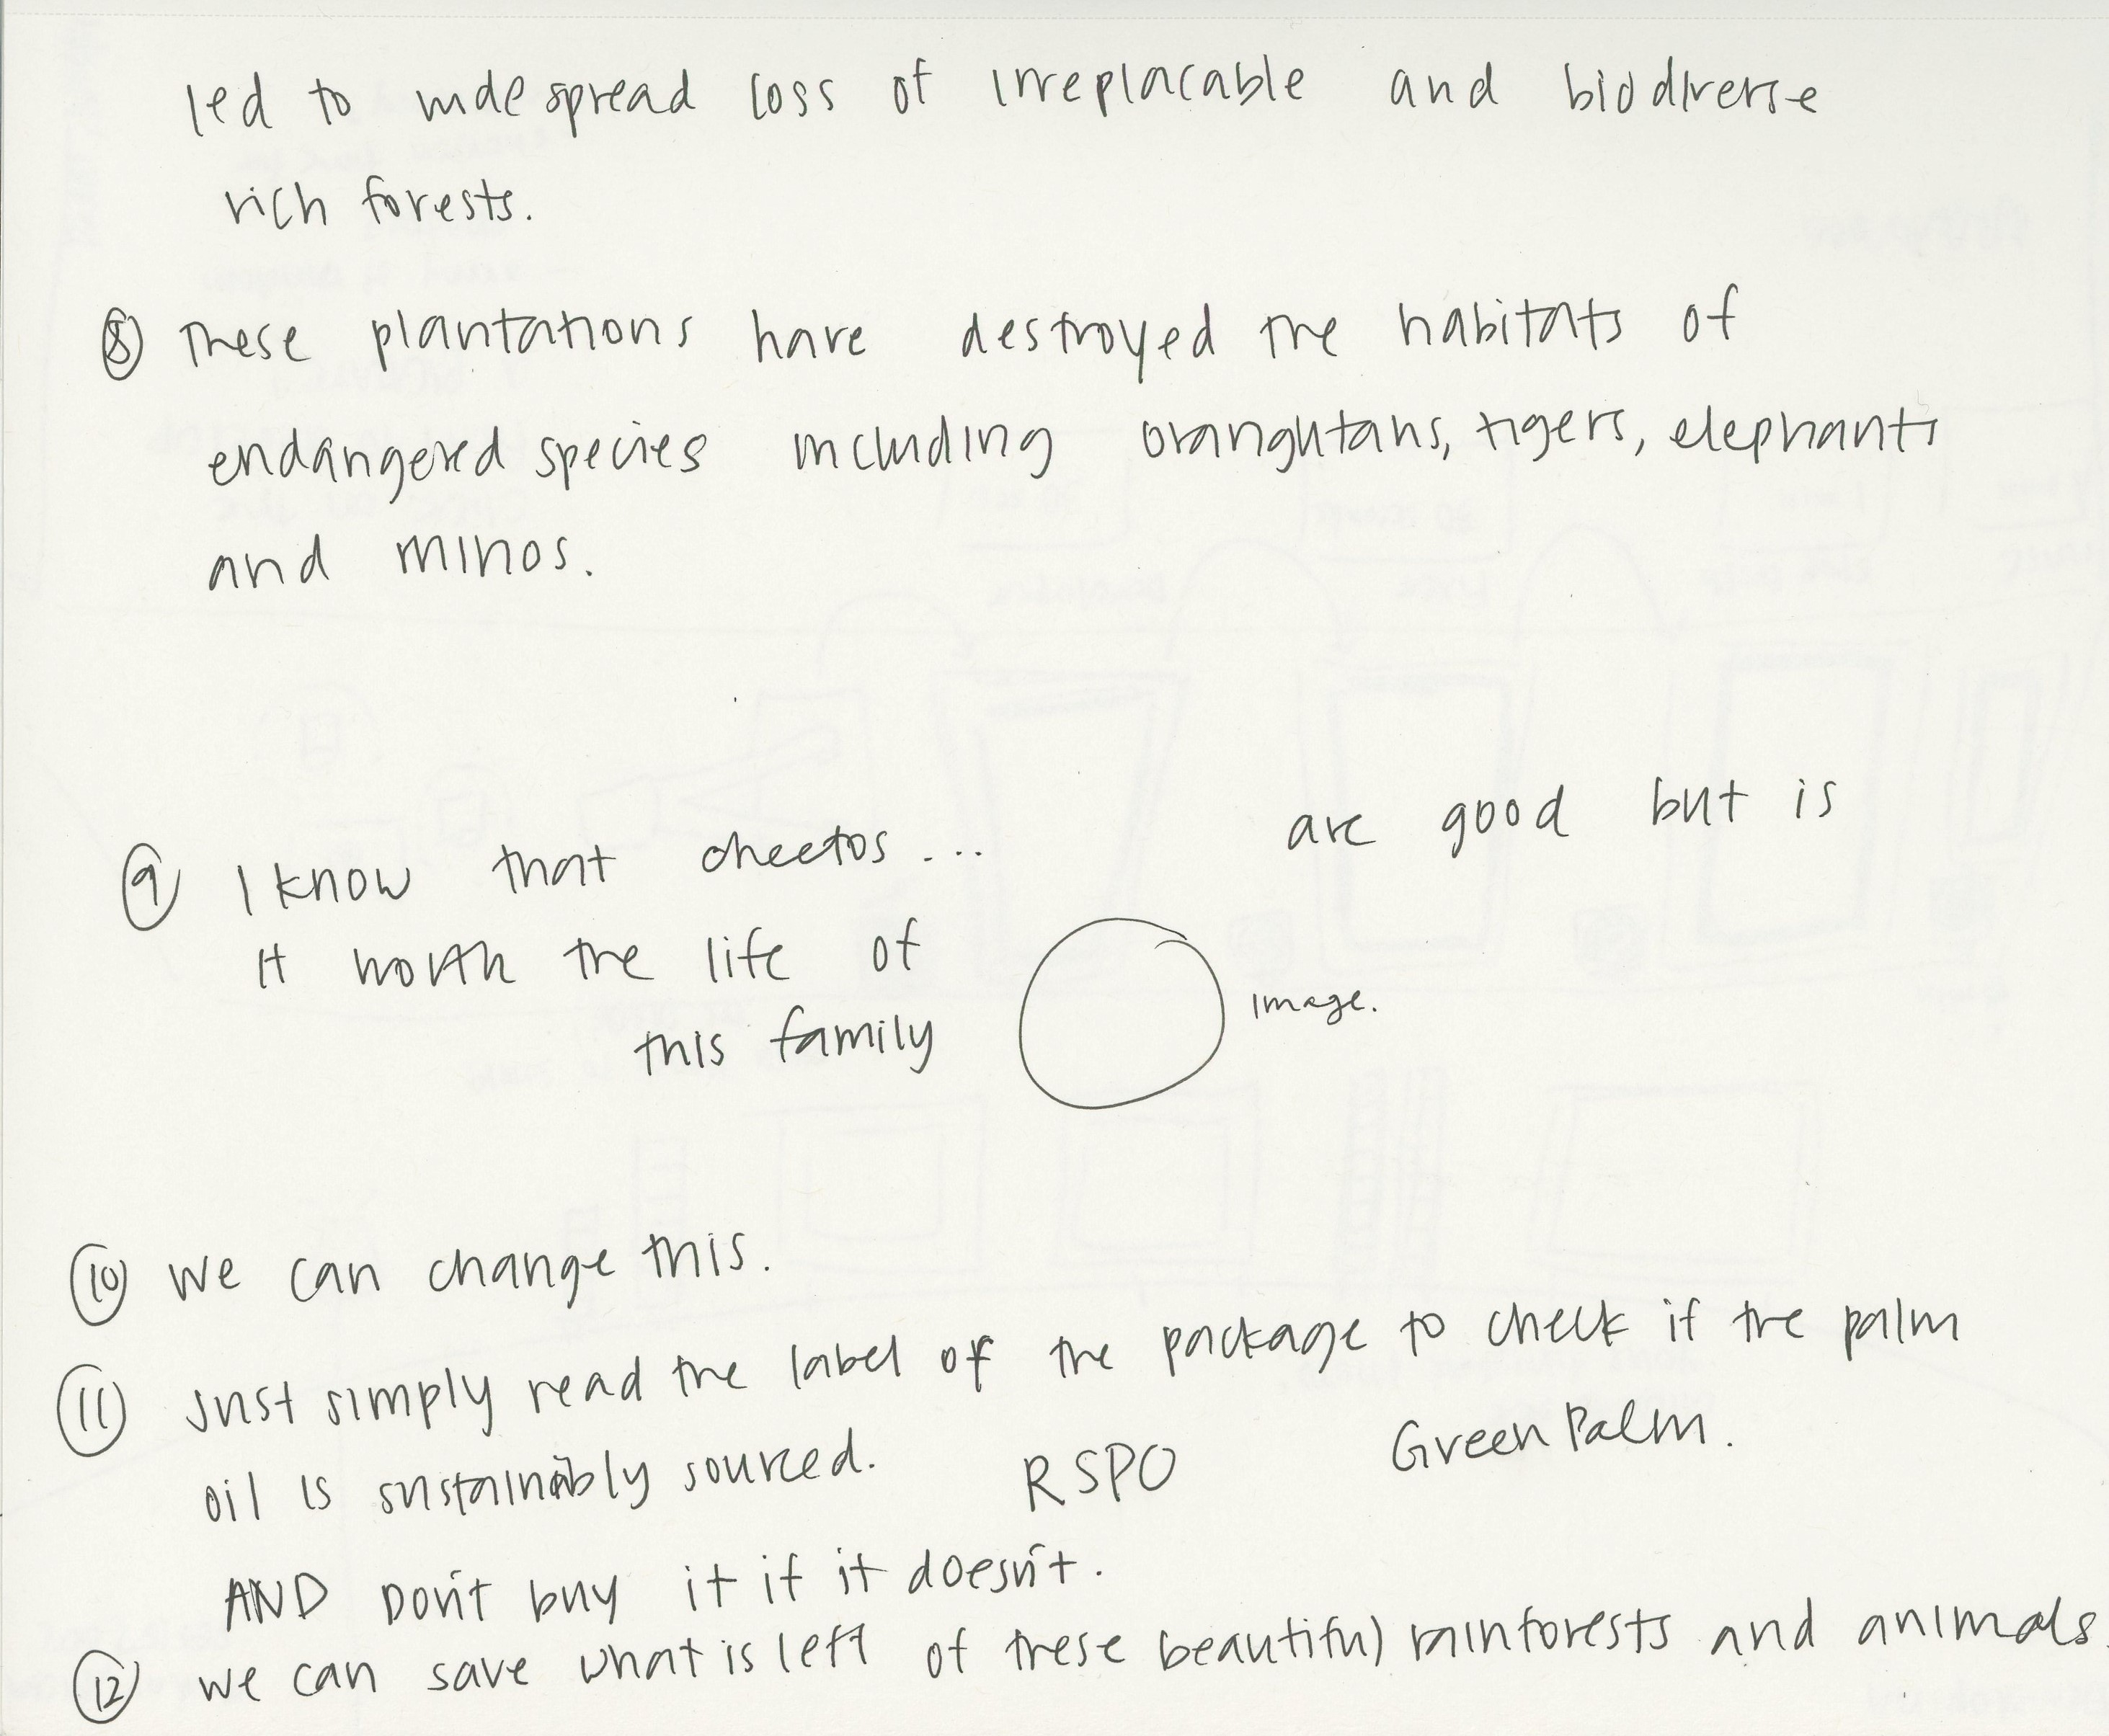 led to widespread loss of irreplacable and biodiverse
rich forests.
⑧ These plantations have destroyed the habitats of
endangered species including orangutans, tigers, elephants
and rhinos.
⑨ I know that cheetos ... are good but is
it worth the life of
this family
image.
⑩ We can change this.
⑪ Just simply read the label of the package to check if the palm
oil is sustainably sourced. RSPO GreenPalm.
AND Don't buy it if it doesn't.
⑫ We can save what is left of these beautiful rainforests and animals.